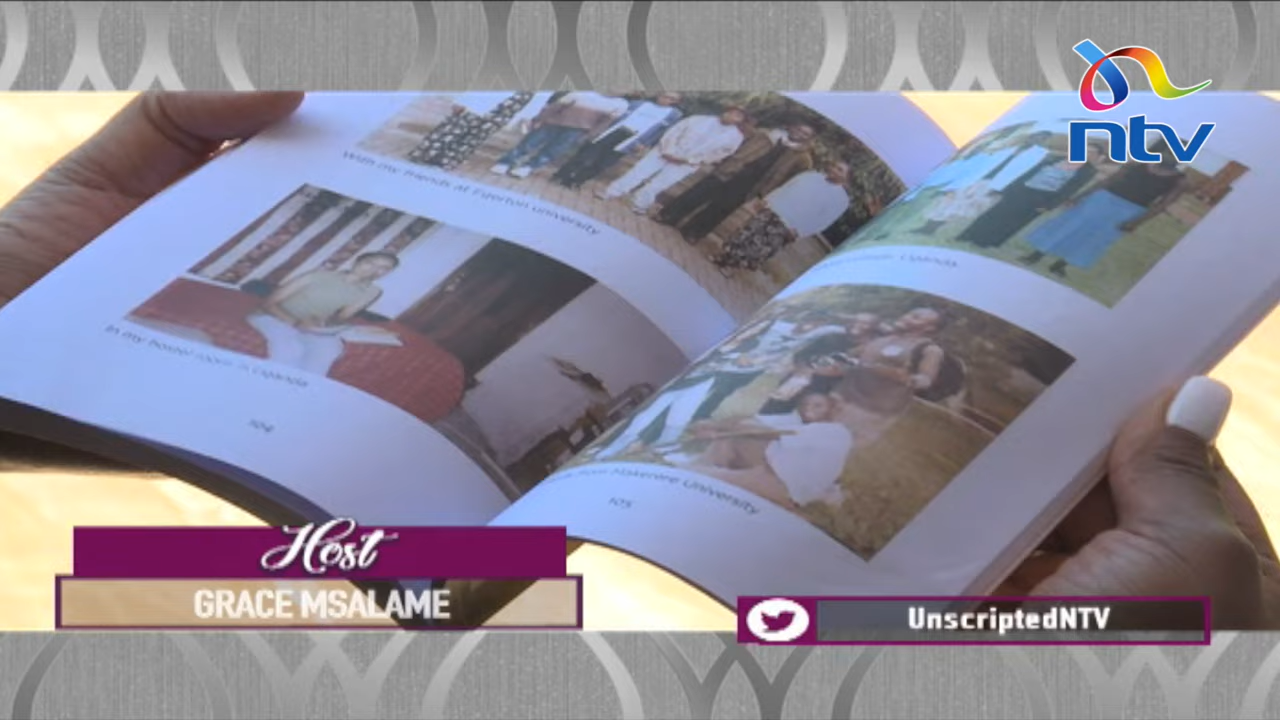 ntv
With my friends at Egerton university
In my hostel room in Uganda
104
Uganda
from Makerere University
105
Host
GRACE MSALAME
UnscriptedNTV